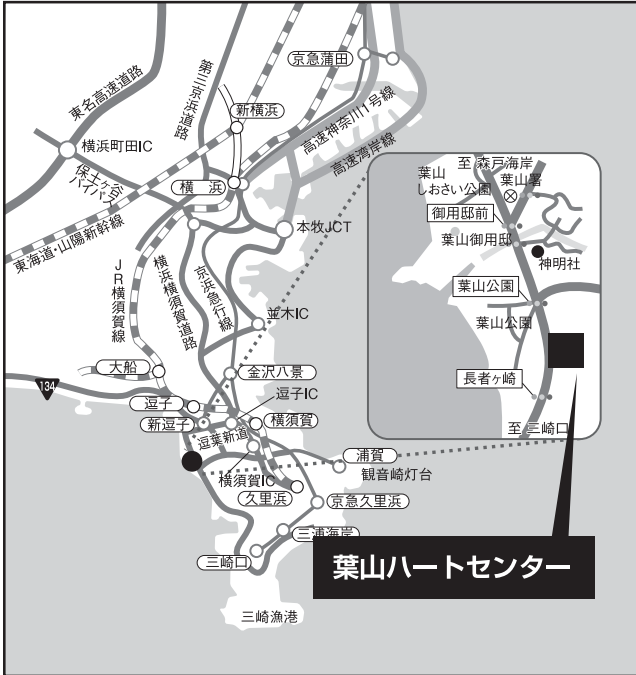 京急蒲田
東名高速道路
第三京浜道路
新横浜
高速神奈川1号線
高速湾岸線
横浜町田IC
保土ヶ谷
バイパス
横浜
東海道・山陽新幹線
本牧JCT
JR横須賀線
横浜横須賀道路
京浜急行線
並木IC
大船
金沢八景
134
逗子IC
逗子
新逗子
横須賀
逗葉新道
浦賀
横須賀IC
観音崎灯台
久里浜
京急久里浜
三浦海岸
三崎口
三崎漁港
至 森戸海岸
葉山
しおさい公園
葉山署
御用邸前
葉山御用邸
神明社
葉山公園
葉山公園
長者ヶ崎
至 三崎口
葉山ハートセンター